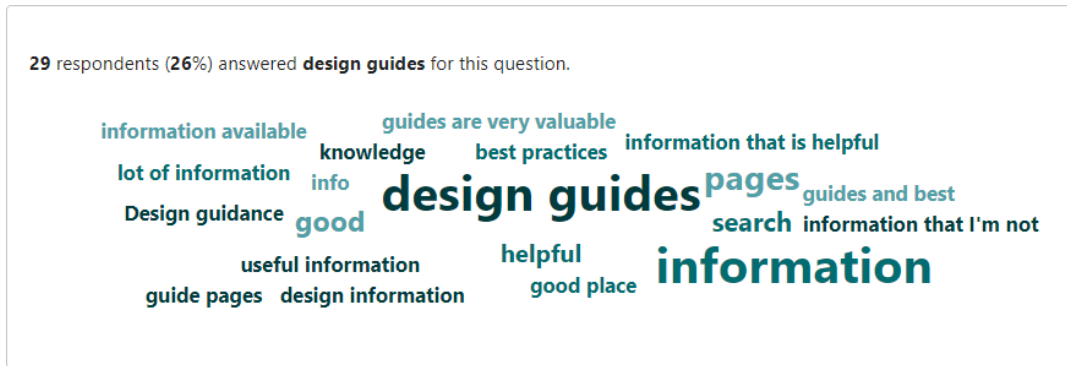 29 respondents (26%) answered design guides for this question.
guides are very valuable
information available
information that is helpful
knowledge
best practices
lot of information
info
design guides
pages
guides and best
Design guidance
good
search
information that I'm not
helpful
useful information
information
good place
guide pages
design information